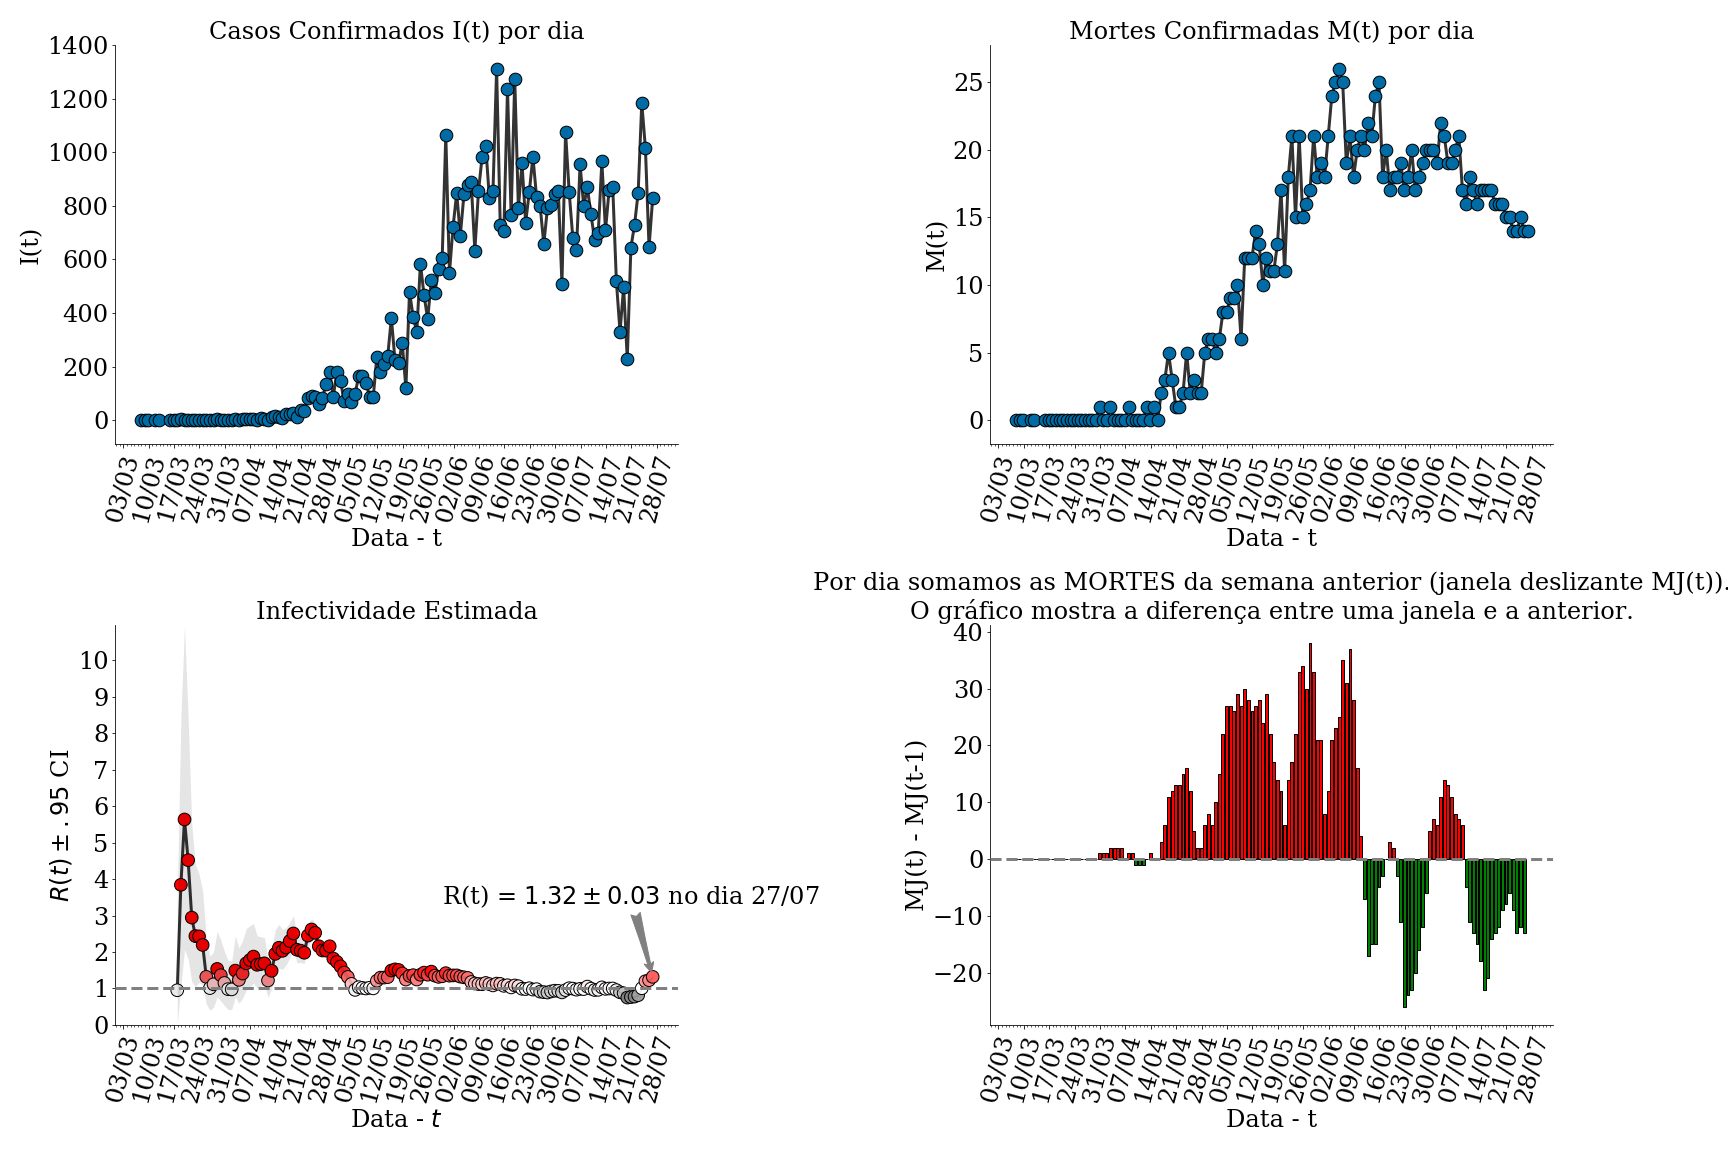 Casos Confirmados I(t) por dia
1400
1200
1000
800
600
400
200
0
I(t)
03/03 10/03 17/03 24/03 31/03 07/04 14/04 21/04 28/04 05/05 12/05 19/05 26/05 02/06 09/06 16/06 23/06 30/06 07/07 14/07 21/07 28/07
Data - t
Mortes Confirmadas M(t) por dia
25
20
15
10
5
0
M(t)
03/03 10/03 17/03 24/03 31/03 07/04 14/04 21/04 28/04 05/05 12/05 19/05 26/05 02/06 09/06 16/06 23/06 30/06 07/07 14/07 21/07 28/07
Data - t
Infectividade Estimada
10
9
8
7
6
5
4
3
2
1
0
R(t) ± .95 CI
R(t) = 1.32 ± 0.03 no dia 27/07
03/03 10/03 17/03 24/03 31/03 07/04 14/04 21/04 28/04 05/05 12/05 19/05 26/05 02/06 09/06 16/06 23/06 30/06 07/07 14/07 21/07 28/07
Data - t
Por dia somamos as MORTES da semana anterior (janela deslizante MJ(t)).
O gráfico mostra a diferença entre uma janela e a anterior.
40
30
20
10
0
−10
−20
MJ(t) - MJ(t-1)
03/03 10/03 17/03 24/03 31/03 07/04 14/04 21/04 28/04 05/05 12/05 19/05 26/05 02/06 09/06 16/06 23/06 30/06 07/07 14/07 21/07 28/07
Data - t